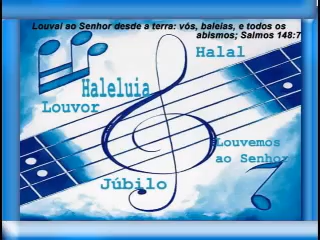 Louvai ao Senhor desde a terra: vós, baleias, e todos os
abismos; Salmos 148:7
Halal
Haleluia
Louvor
Louvemos
ao Senhor
Júbilo